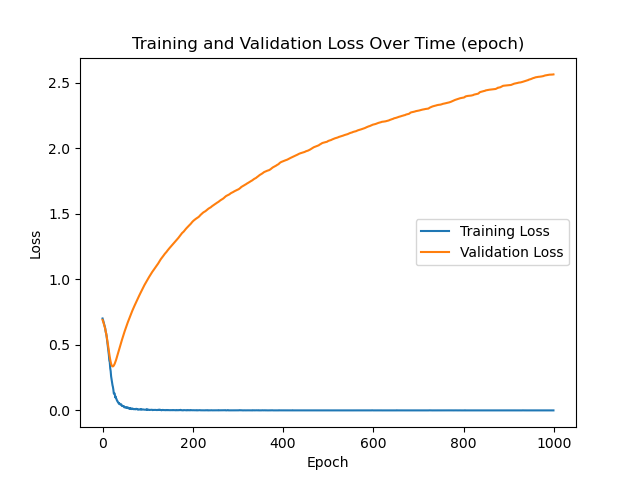 Training and Validation Loss Over Time (epoch)
2.5
2.0
1.5
1.0
0.5
0.0
Loss
Training Loss
Validation Loss
0
200
400
600
800
1000
Epoch